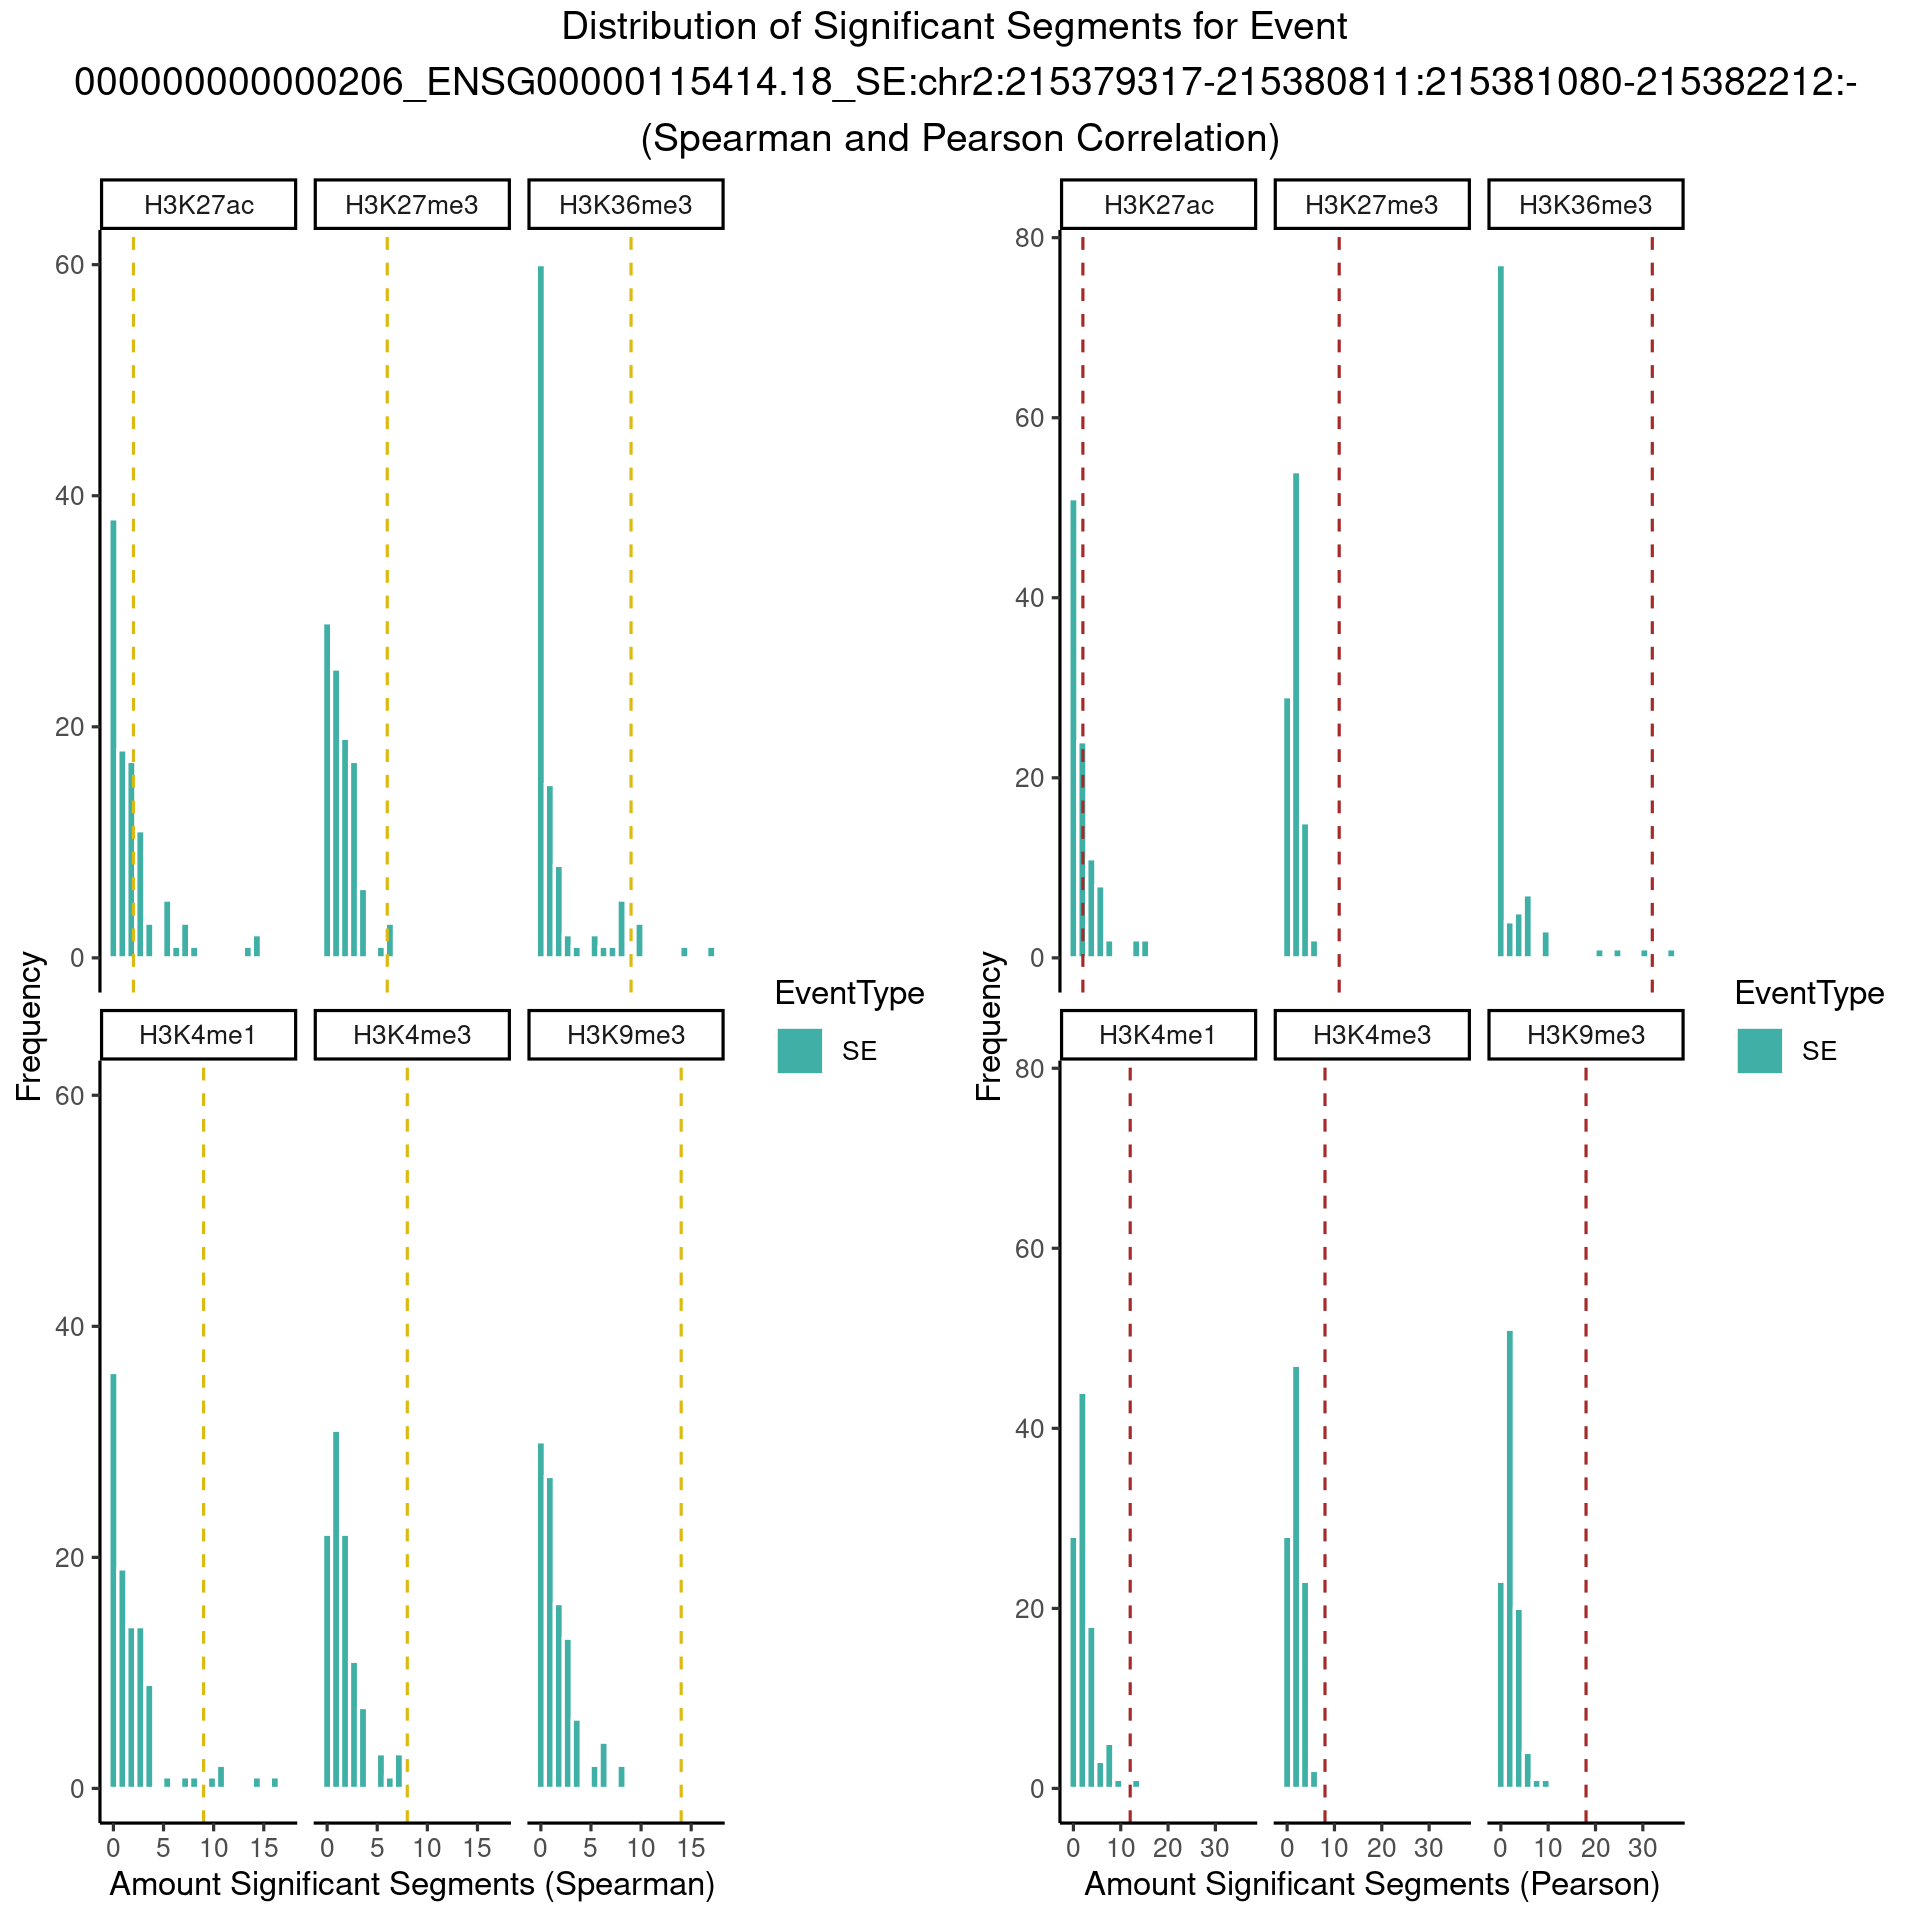 Distribution of Significant Segments for Event
000000000000206_ENSG00000115414.18_SE:chr2:215379317-215380811:215381080-215382212:-
(Spearman and Pearson Correlation)
H3K27ac H3K27me3 H3K36me3
60
40
20
0
H3K4me1 H3K4me3 H3K9me3
60
40
20
0
0 5 10 15 0 5 10 15 0 5 10 15
Frequency
Amount Significant Segments (Spearman)
EventType
SE
H3K27ac H3K27me3 H3K36me3
80
60
40
20
0
H3K4me1 H3K4me3 H3K9me3
80
60
40
20
0
0 10 20 30 0 10 20 30 0 10 20 30
Frequency
Amount Significant Segments (Pearson)
EventType
SE